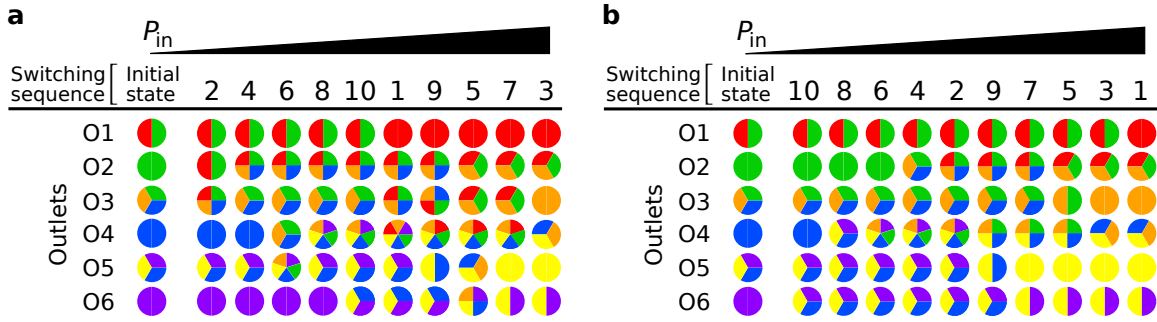 a
P_in
Switching sequence
Initial state
2 4 6 8 10 1 9 5 7 3
Outlets
O1
O2
O3
O4
O5
O6
b
P_in
Switching sequence
Initial state
10 8 6 4 2 9 7 5 3 1
Outlets
O1
O2
O3
O4
O5
O6